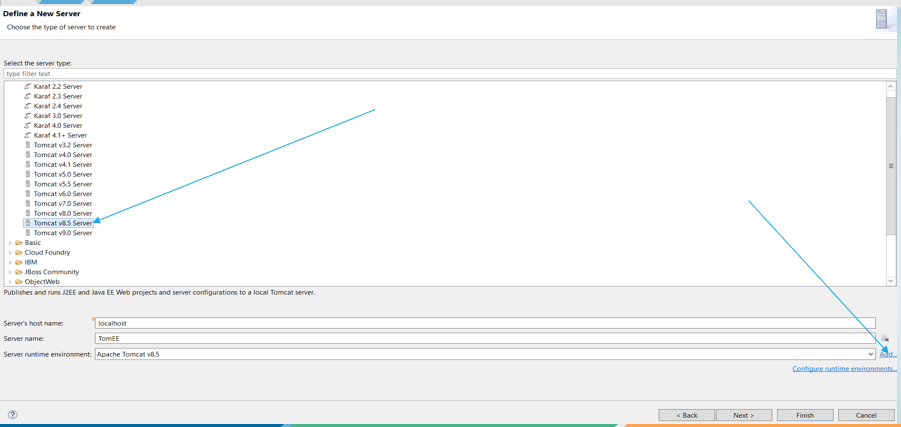 Define a New Server
Choose the type of server to create
Select the server type:
type filter text
Karaf 2.2 Server
Karaf 2.3 Server
Karaf 2.4 Server
Karaf 3.0 Server
Karaf 4.0 Server
Karaf 4.1+ Server
Tomcat v3.2 Server
Tomcat v4.0 Server
Tomcat v4.1 Server
Tomcat v5.0 Server
Tomcat v5.5 Server
Tomcat v6.0 Server
Tomcat v7.0 Server
Tomcat v8.0 Server
Tomcat v8.5 Server
Tomcat v9.0 Server
Basic
Cloud Foundry
IBM
JBoss Community
ObjectWeb
Publishes and runs J2EE and Java EE Web projects and server configurations to a local Tomcat server.
Server's host name: localhost
Server name: TomEE
Server runtime environment: Apache Tomcat v8.5 Add...
Configure runtime environments...
? < Back Next > Finish Cancel